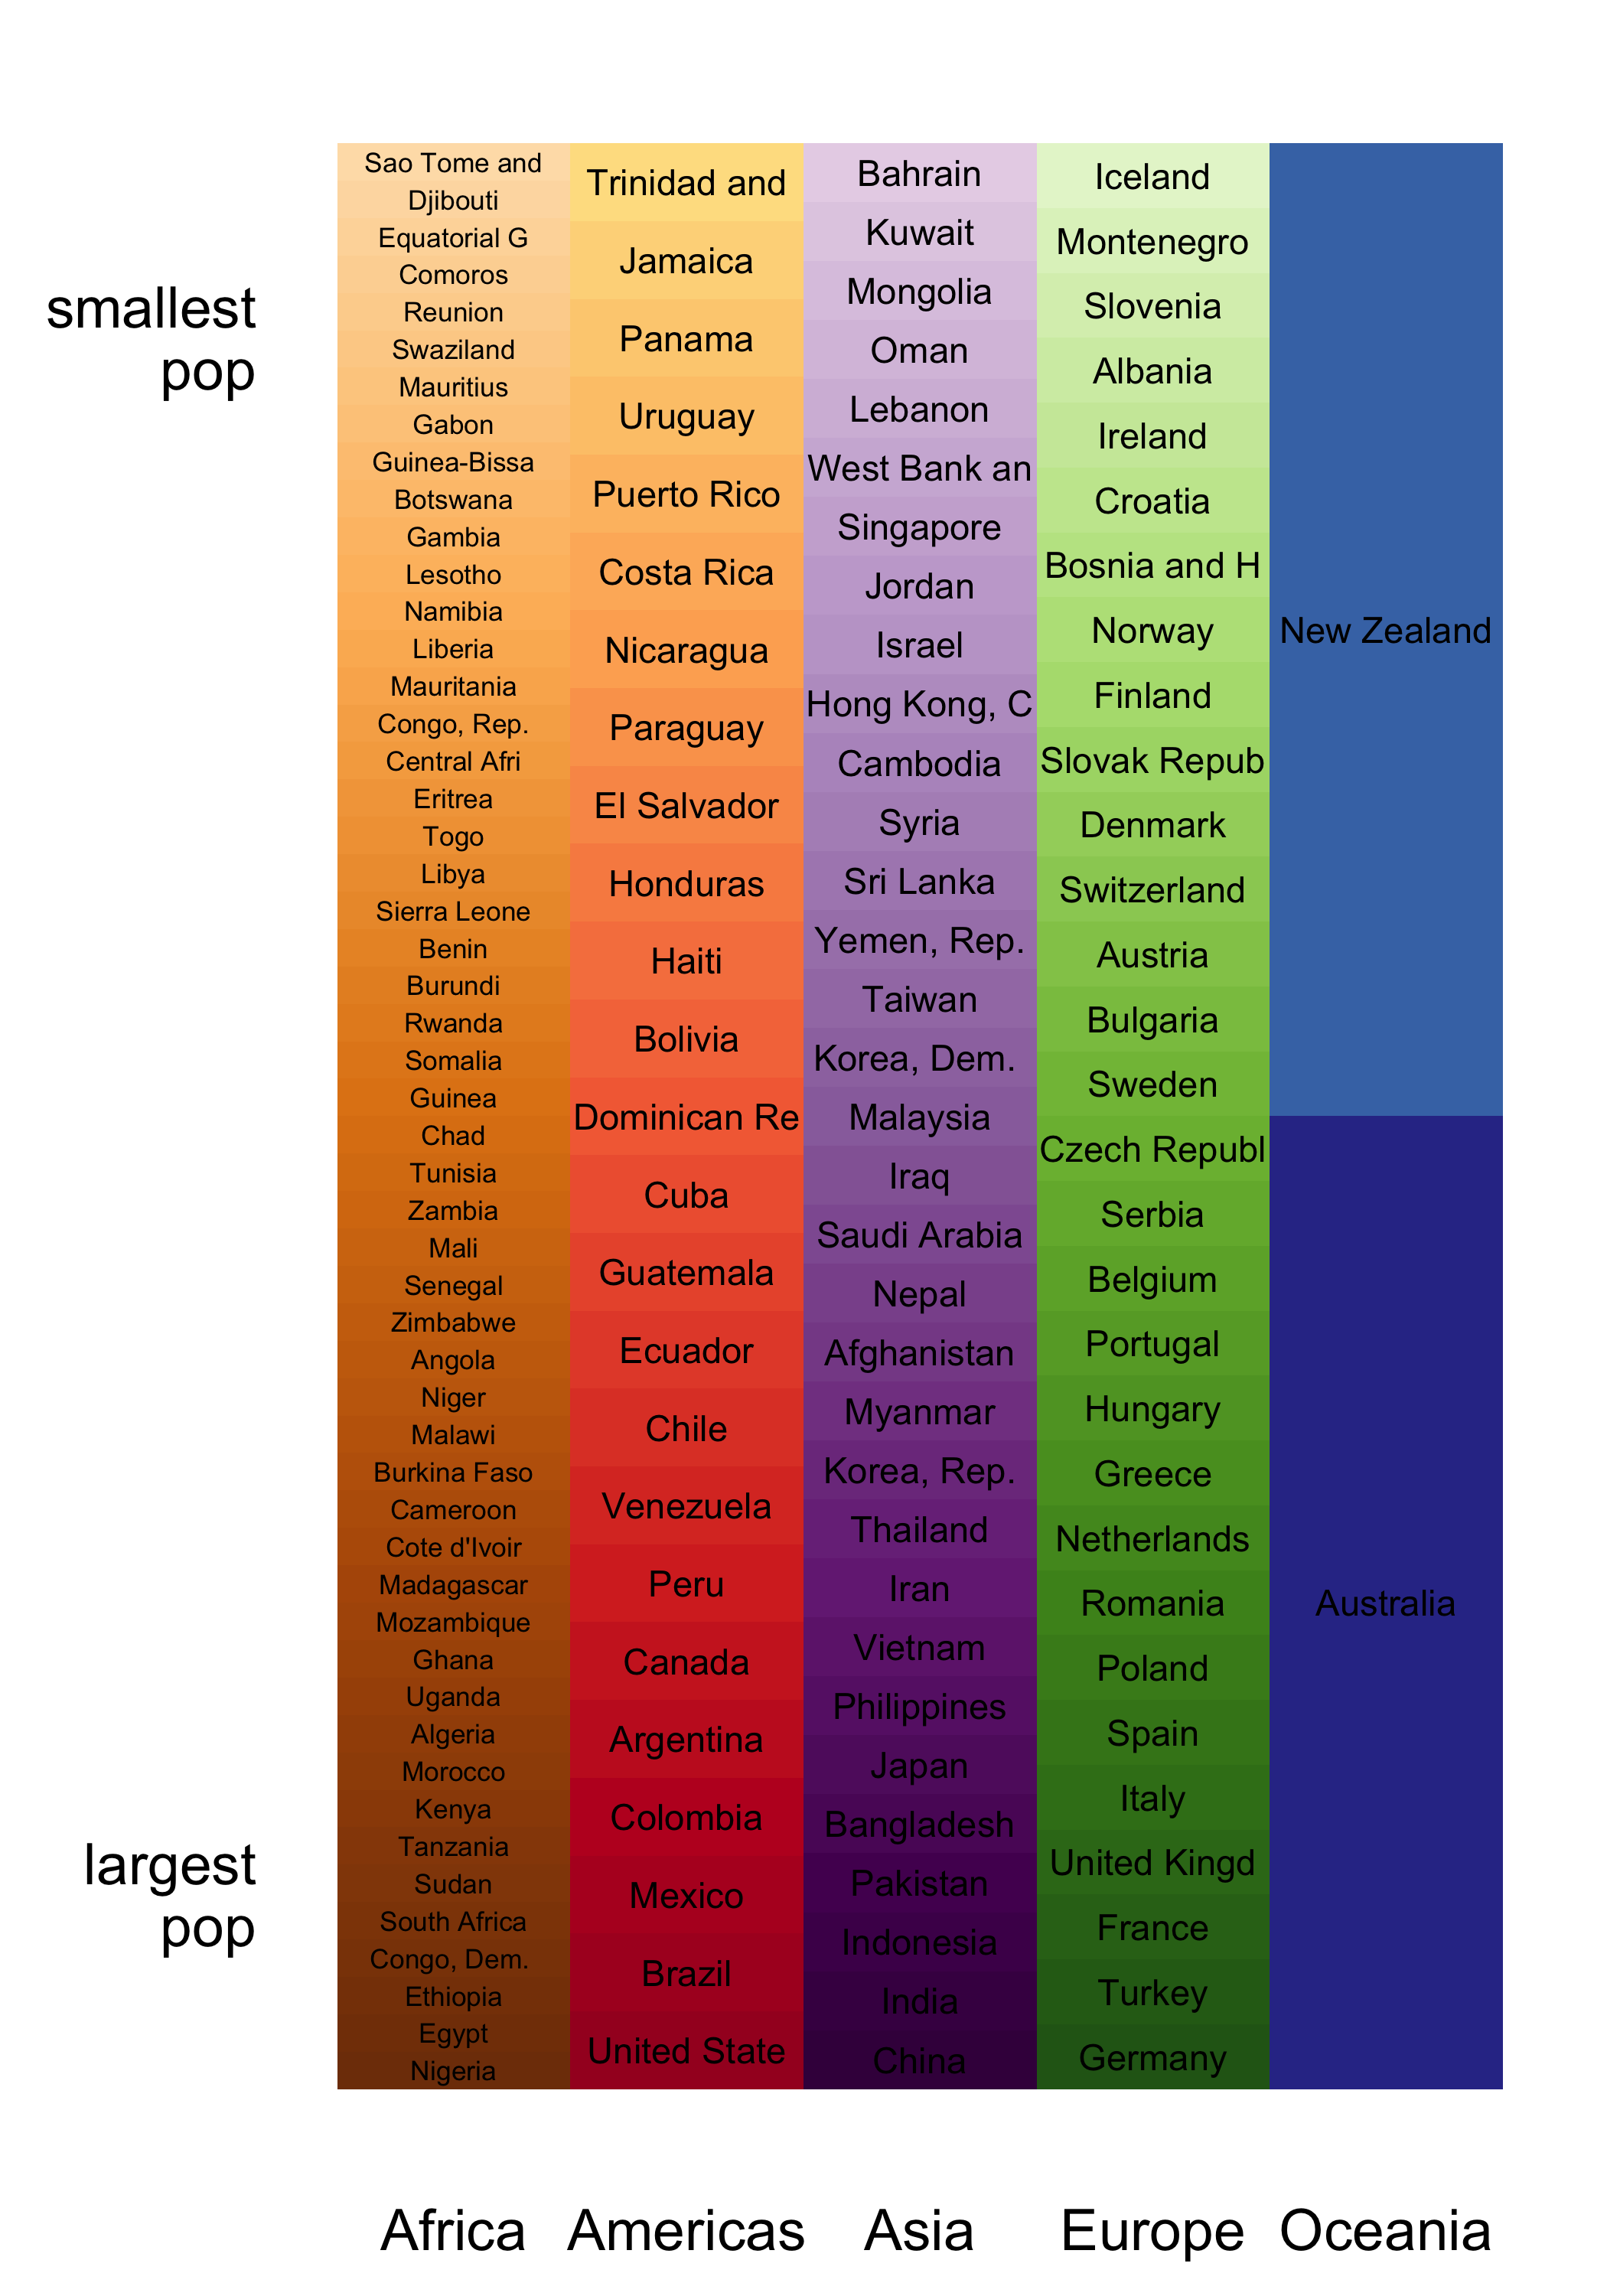 smallest
pop
largest
pop
Sao Tome and
Djibouti
Equatorial G
Comoros
Reunion
Swaziland
Mauritius
Gabon
Guinea-Bissa
Botswana
Gambia
Lesotho
Namibia
Liberia
Mauritania
Congo, Rep.
Central Afri
Eritrea
Togo
Libya
Sierra Leone
Benin
Burundi
Rwanda
Somalia
Guinea
Chad
Tunisia
Zambia
Mali
Senegal
Zimbabwe
Angola
Niger
Malawi
Burkina Faso
Cameroon
Cote d'Ivoir
Madagascar
Mozambique
Ghana
Uganda
Algeria
Morocco
Kenya
Tanzania
Sudan
South Africa
Congo, Dem.
Ethiopia
Egypt
Nigeria
Trinidad and
Jamaica
Panama
Uruguay
Puerto Rico
Costa Rica
Nicaragua
Paraguay
El Salvador
Honduras
Haiti
Bolivia
Dominican Re
Cuba
Guatemala
Ecuador
Chile
Venezuela
Peru
Canada
Argentina
Colombia
Mexico
Brazil
United State
Bahrain
Kuwait
Mongolia
Oman
Lebanon
West Bank an
Singapore
Jordan
Israel
Hong Kong, C
Cambodia
Syria
Sri Lanka
Yemen, Rep.
Taiwan
Korea, Dem.
Malaysia
Iraq
Saudi Arabia
Nepal
Afghanistan
Myanmar
Korea, Rep.
Thailand
Iran
Vietnam
Philippines
Japan
Bangladesh
Pakistan
Indonesia
India
China
Iceland
Montenegro
Slovenia
Albania
Ireland
Croatia
Bosnia and H
Norway
Finland
Slovak Repub
Denmark
Switzerland
Austria
Bulgaria
Sweden
Czech Republ
Serbia
Belgium
Portugal
Hungary
Greece
Netherlands
Romania
Poland
Spain
Italy
United Kingd
France
Turkey
Germany
New Zealand
Australia
Africa Americas Asia Europe Oceania